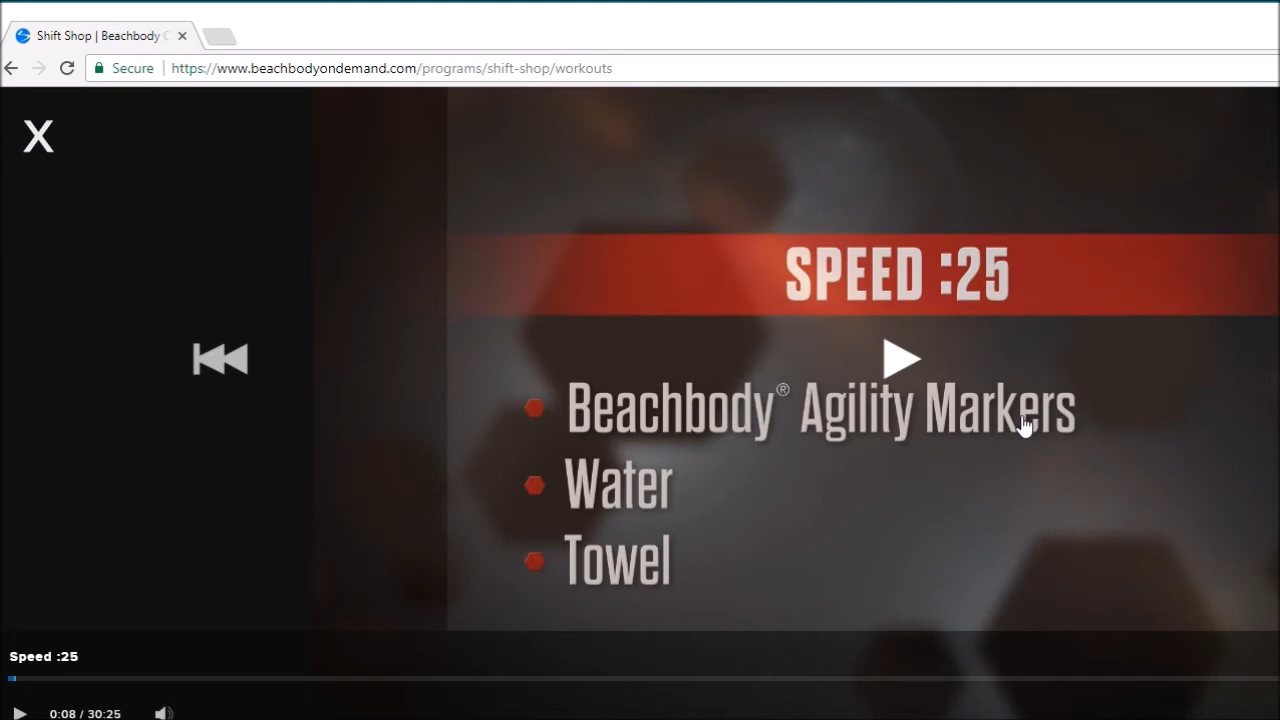 Shift Shop | Beachbody C
Secure
https://www.beachbodyondemand.com/programs/shift-shop/workouts
X
SPEED :25
Beachbody® Agility Markers
Water
Towel
Speed :25
0:08 / 30:25